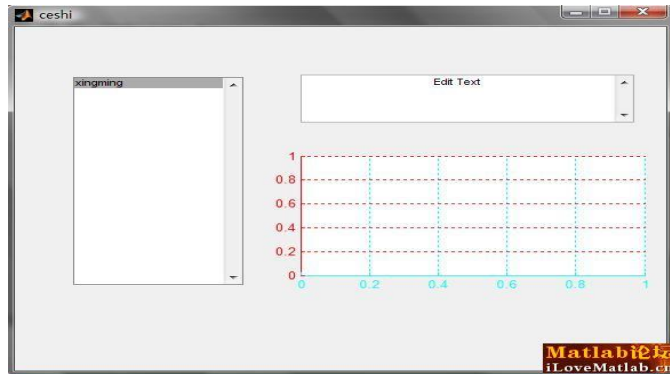 ceshi
xingming
Edit Text
1
0.8
0.6
0.4
0.2
0
0 0.2 0.4 0.6 0.8 1
Matlab论坛
iLoveMatlab.cn